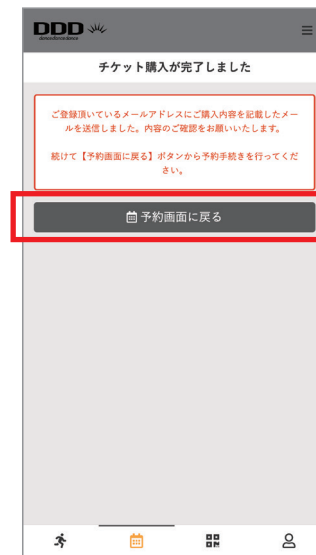 DDD
チケット購入が完了しました
ご登録頂いているメールアドレスにご購入内容を記載したメー
ルを送信しました。内容のご確認をお願いいたします。
続けて【予約画面に戻る】ボタンから予約手続きを行ってくだ
さい。
予約画面に戻る